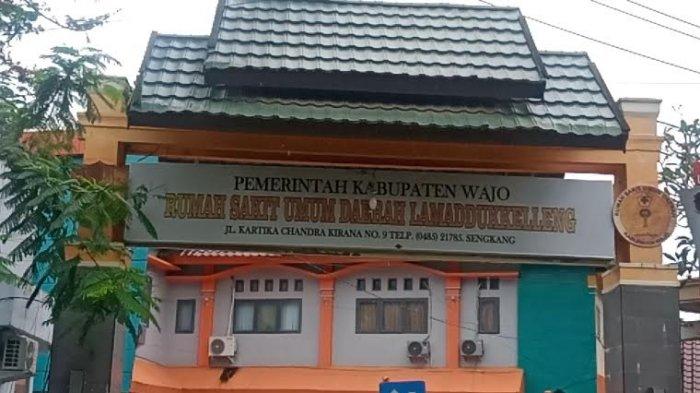 PEMERINTAH KABUPATEN WAJO
RUMAH SAKIT UMUM DAERAH LAMADDUKKELLENG
JL. KARTIKA CHANDRA KIRANA NO. 9 TELP. (0485) 21785. SENGKANG